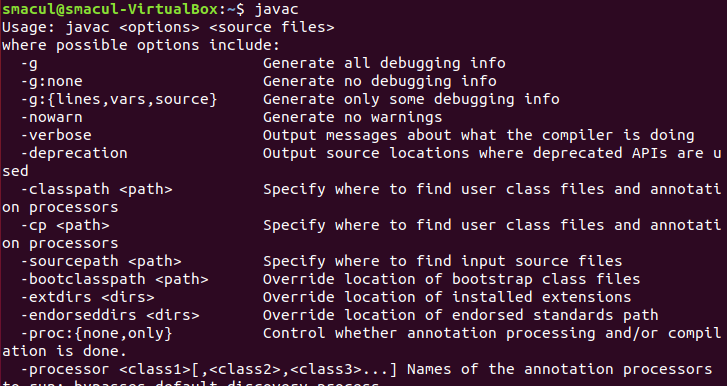 smacul@smacul-VirtualBox:~$ javac
Usage: javac <options> <source files>
where possible options include:
  -g                         Generate all debugging info
  -g:none                    Generate no debugging info
  -g:{lines,vars,source}     Generate only some debugging info
  -nowarn                    Generate no warnings
  -verbose                   Output messages about what the compiler is doing
  -deprecation               Output source locations where deprecated APIs are u
sed
  -classpath <path>          Specify where to find user class files and annotati
on processors
  -cp <path>                 Specify where to find user class files and annotati
on processors
  -sourcepath <path>         Specify where to find input source files
  -bootclasspath <path>      Override location of bootstrap class files
  -extdirs <dirs>            Override location of installed extensions
  -endorseddirs <dirs>       Override location of endorsed standards path
  -proc:{none,only}          Control whether annotation processing and/or compil
ation is done.
  -processor <class1>[,<class2>,<class3>...] Names of the annotation processors
to run; bypasses default discovery process